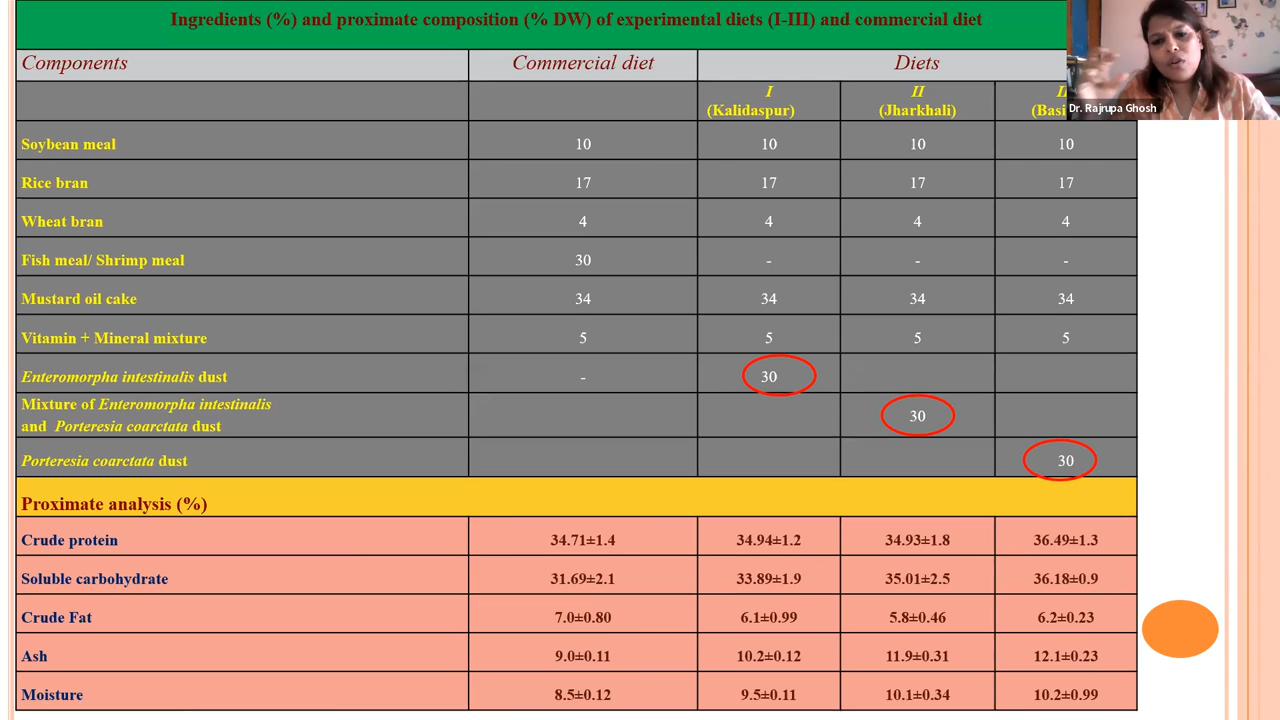 Ingredients (%) and proximate composition (% DW) of experimental diets (I-III) and commercial diet
Components Commercial diet Diets
I II
(Kalidaspur) (Jharkhali)
Dr. Rajrupa Ghosh
Soybean meal 10 10 10 10
Rice bran 17 17 17 17
Wheat bran 4 4 4 4
Fish meal/ Shrimp meal 30 - - -
Mustard oil cake 34 34 34 34
Vitamin + Mineral mixture 5 5 5 5
Enteromorpha intestinalis dust - 30
Mixture of Enteromorpha intestinalis
and Porteresia coarctata dust 30
Porteresia coarctata dust 30
Proximate analysis (%)
Crude protein 34.71±1.4 34.94±1.2 34.93±1.8 36.49±1.3
Soluble carbohydrate 31.69±2.1 33.89±1.9 35.01±2.5 36.18±0.9
Crude Fat 7.0±0.80 6.1±0.99 5.8±0.46 6.2±0.23
Ash 9.0±0.11 10.2±0.12 11.9±0.31 12.1±0.23
Moisture 8.5±0.12 9.5±0.11 10.1±0.34 10.2±0.99